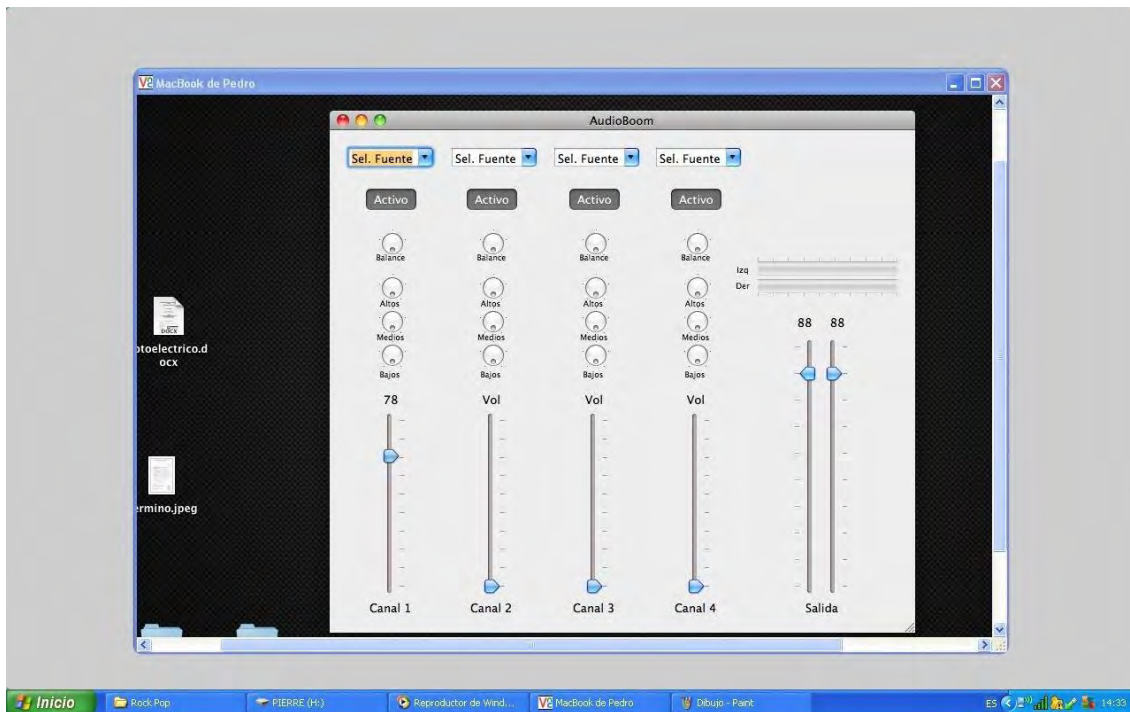 MacBook de Pedro
AudioBoom
Sel. Fuente Sel. Fuente Sel. Fuente Sel. Fuente
Activo Activo Activo Activo
Balance Balance Balance Balance
Izq
Der
Altos Altos Altos Altos
Medios Medios Medios Medios
Bajos Bajos Bajos Bajos
88 88
78 Vol Vol Vol
Canal 1 Canal 2 Canal 3 Canal 4 Salida
DOCX
otoelectrico.d
ocx
ermino.jpeg
Inicio Rock Pop PIERRE (H:) Reproductor de Wind... MacBook de Pedro Dibujo - Paint ES 14:33